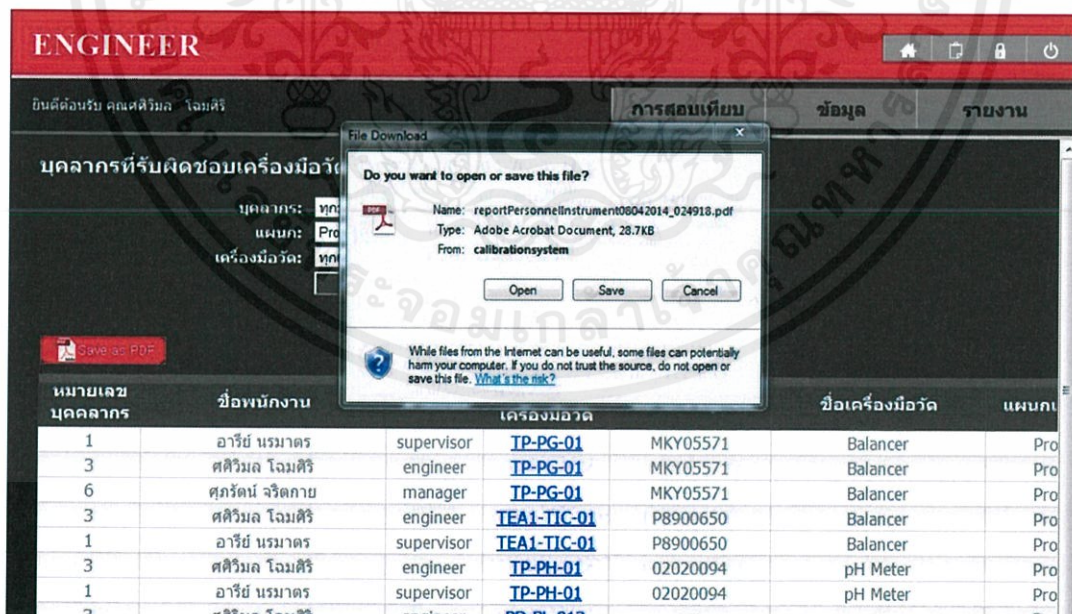 ENGINEER
ยินดีต้อนรับ คุณศศิวิมล โฉมศิริ
การสอบเทียบ ข้อมูล รายงาน
File Download
บุคลากรที่รับผิดชอบเครื่องมือวัด
Do you want to open or save this file?
บุคลากร:
Name: reportPersonnelInstrument08042014_024918.pdf
แผนก: Pro
Type: Adobe Acrobat Document, 28.7KB
เครื่องมือวัด:
From: calibrationsystem
Open Save Cancel
Save as PDF
While files from the Internet can be useful, some files can potentially
harm your computer. If you do not trust the source, do not open or
save this file. What's the risk?
หมายเลข
บุคคลากร ชื่อพนักงาน เครื่องมือวัด ชื่อเครื่องมือวัด แผนก
1 อารีย์ นรมาตร supervisor TP-PG-01 MKY05571 Balancer Pro
3 ศศิวิมล โฉมศิริ engineer TP-PG-01 MKY05571 Balancer Pro
6 ศุภรัตน์ จริตกาย manager TP-PG-01 MKY05571 Balancer Pro
3 ศศิวิมล โฉมศิริ engineer TEA1-TIC-01 P8900650 Balancer Pro
1 อารีย์ นรมาตร supervisor TEA1-TIC-01 P8900650 Balancer Pro
3 ศศิวิมล โฉมศิริ engineer TP-PH-01 02020094 pH Meter Pro
1 อารีย์ นรมาตร supervisor TP-PH-01 02020094 pH Meter Pro